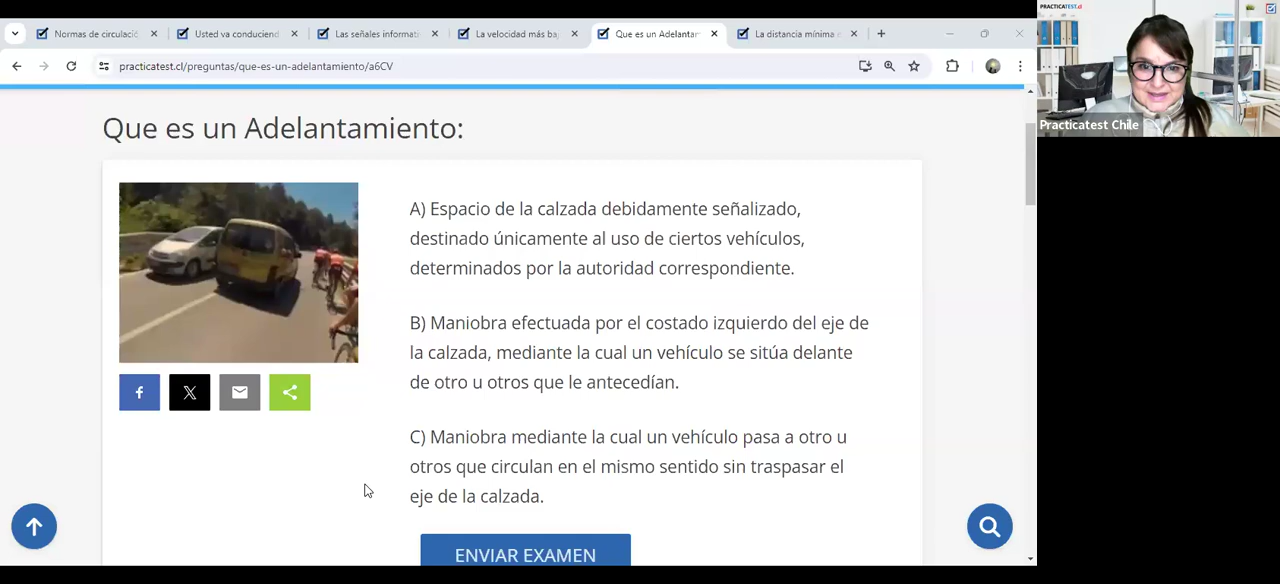 Normas de circulació
Usted va conduciend
Las señales informat
La velocidad más ba
Que es un Adelantam
La distancia mínima e
practicatest.cl/preguntas/que-es-un-adelantamiento/a6CV
PRACTICATEST.cl
Practicatest Chile
Que es un Adelantamiento:
A) Espacio de la calzada debidamente señalizado,
destinado únicamente al uso de ciertos vehículos,
determinados por la autoridad correspondiente.
B) Maniobra efectuada por el costado izquierdo del eje de
la calzada, mediante la cual un vehículo se sitúa delante
de otro u otros que le antecedían.
C) Maniobra mediante la cual un vehículo pasa a otro u
otros que circulan en el mismo sentido sin traspasar el
eje de la calzada.
ENVIAR EXAMEN